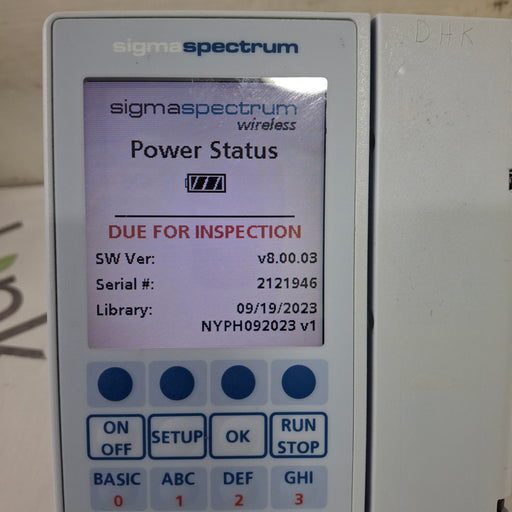 sigmaspectrum
DHK
sigmaspectrum
wireless
Power Status
DUE FOR INSPECTION
SW Ver: v8.00.03
Serial #: 2121946
Library: 09/19/2023
NYPH092023 v1
ON OFF
SETUP
OK
RUN STOP
BASIC 0
ABC 1
DEF 2
GHI 3